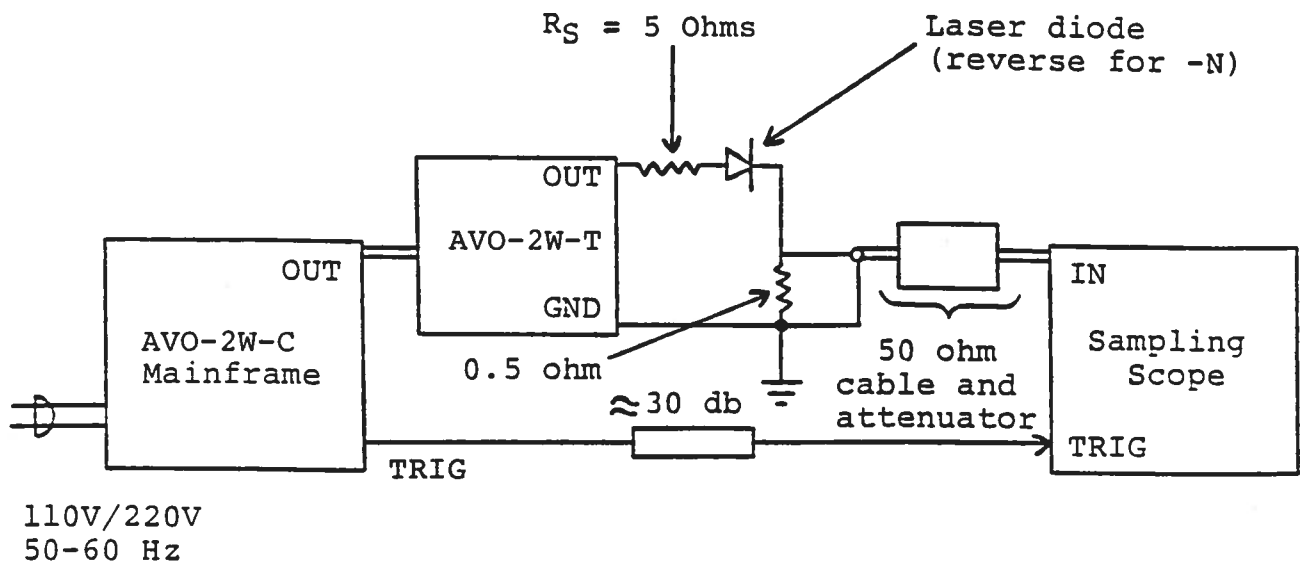 R_S = 5 Ohms
Laser diode
(reverse for -N)
OUT
AVO-2W-T
GND
OUT
AVO-2W-C
Mainframe
0.5 ohm
≈30 db
50 ohm
cable and
attenuator
IN
Sampling
Scope
TRIG
TRIG
110V/220V
50-60 Hz